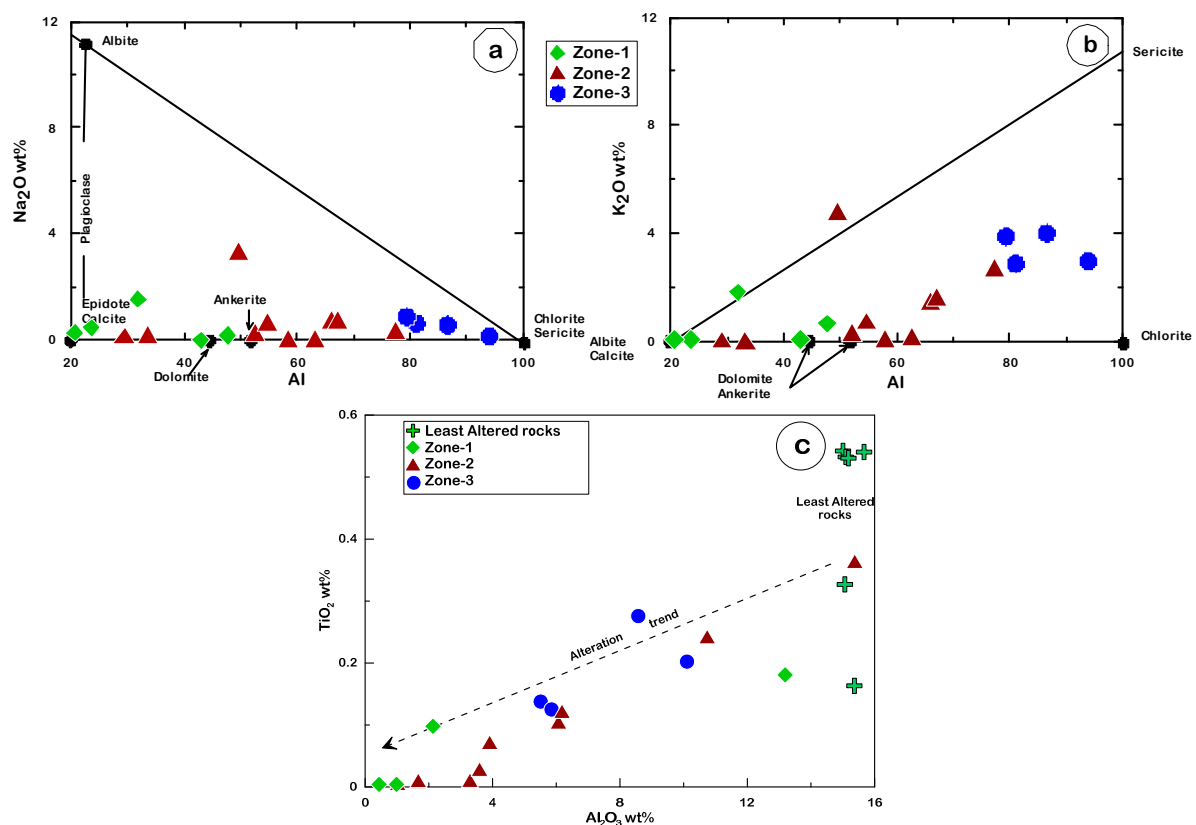 12
8
4
0
Na2O wt%
Albite
Plagioclase
Epidote
Calcite
Ankerite
Dolomite
Chlorite
Sericite
20
40
60
80
100
AI
a
Zone-1
Zone-2
Zone-3
12
8
4
0
K2O wt%
b
Sericite
Chlorite
Albite
Calcite
20
40
60
80
100
AI
Dolomite
Ankerite
0.6
0.4
0.2
0
TiO2 wt%
Least Altered rocks
Zone-1
Zone-2
Zone-3
c
Least Altered
rocks
Alteration trend
0
4
8
12
16
Al2O3 wt%